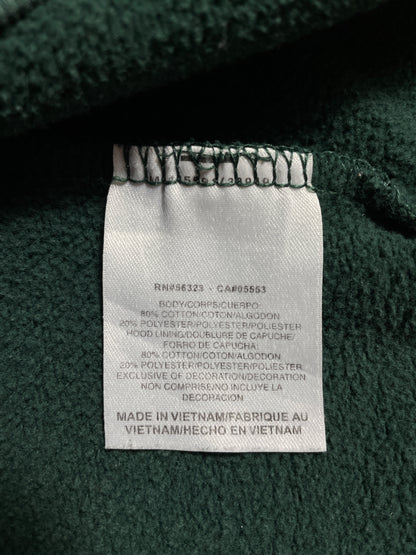 RN#56323 - CA#05553
BODY/CORPS/CUERPO:
80% COTTON/COTON/ALGODON
20% POLYESTER/POLYESTER/POLIESTER
HOOD LINING/DOUBLURE DE CAPUCHE/
FORRO DE CAPUCHA:
80% COTTON/COTON/ALGODON
20% POLYESTER/POLYESTER/POLIESTER
EXCLUSIVE OF DECORATION/DECORATION
NON COMPRISE/NO INCLUYE LA
DECORACIÓN
MADE IN VIETNAM/FABRIQUE AU
VIETNAM/HECHO EN VIETNAM